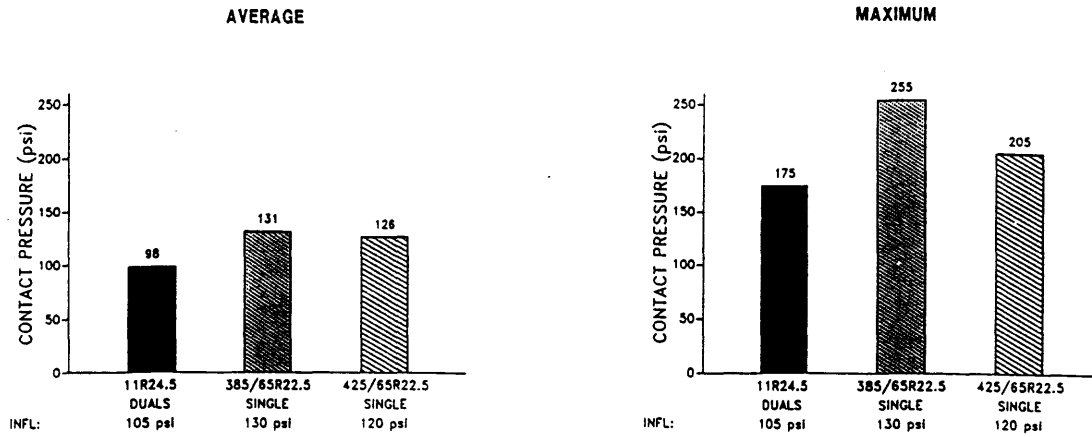 AVERAGE
CONTACT PRESSURE (psi)
250
200
150
100
50
0
98
131
126
11R24.5 385/65R22.5 425/65R22.5
DUALS SINGLE SINGLE
INFL: 105 psi 130 psi 120 psi
MAXIMUM
CONTACT PRESSURE (psi)
250
200
150
100
50
0
175
255
205
11R24.5 385/65R22.5 425/65R22.5
DUALS SINGLE SINGLE
INFL: 105 psi 130 psi 120 psi